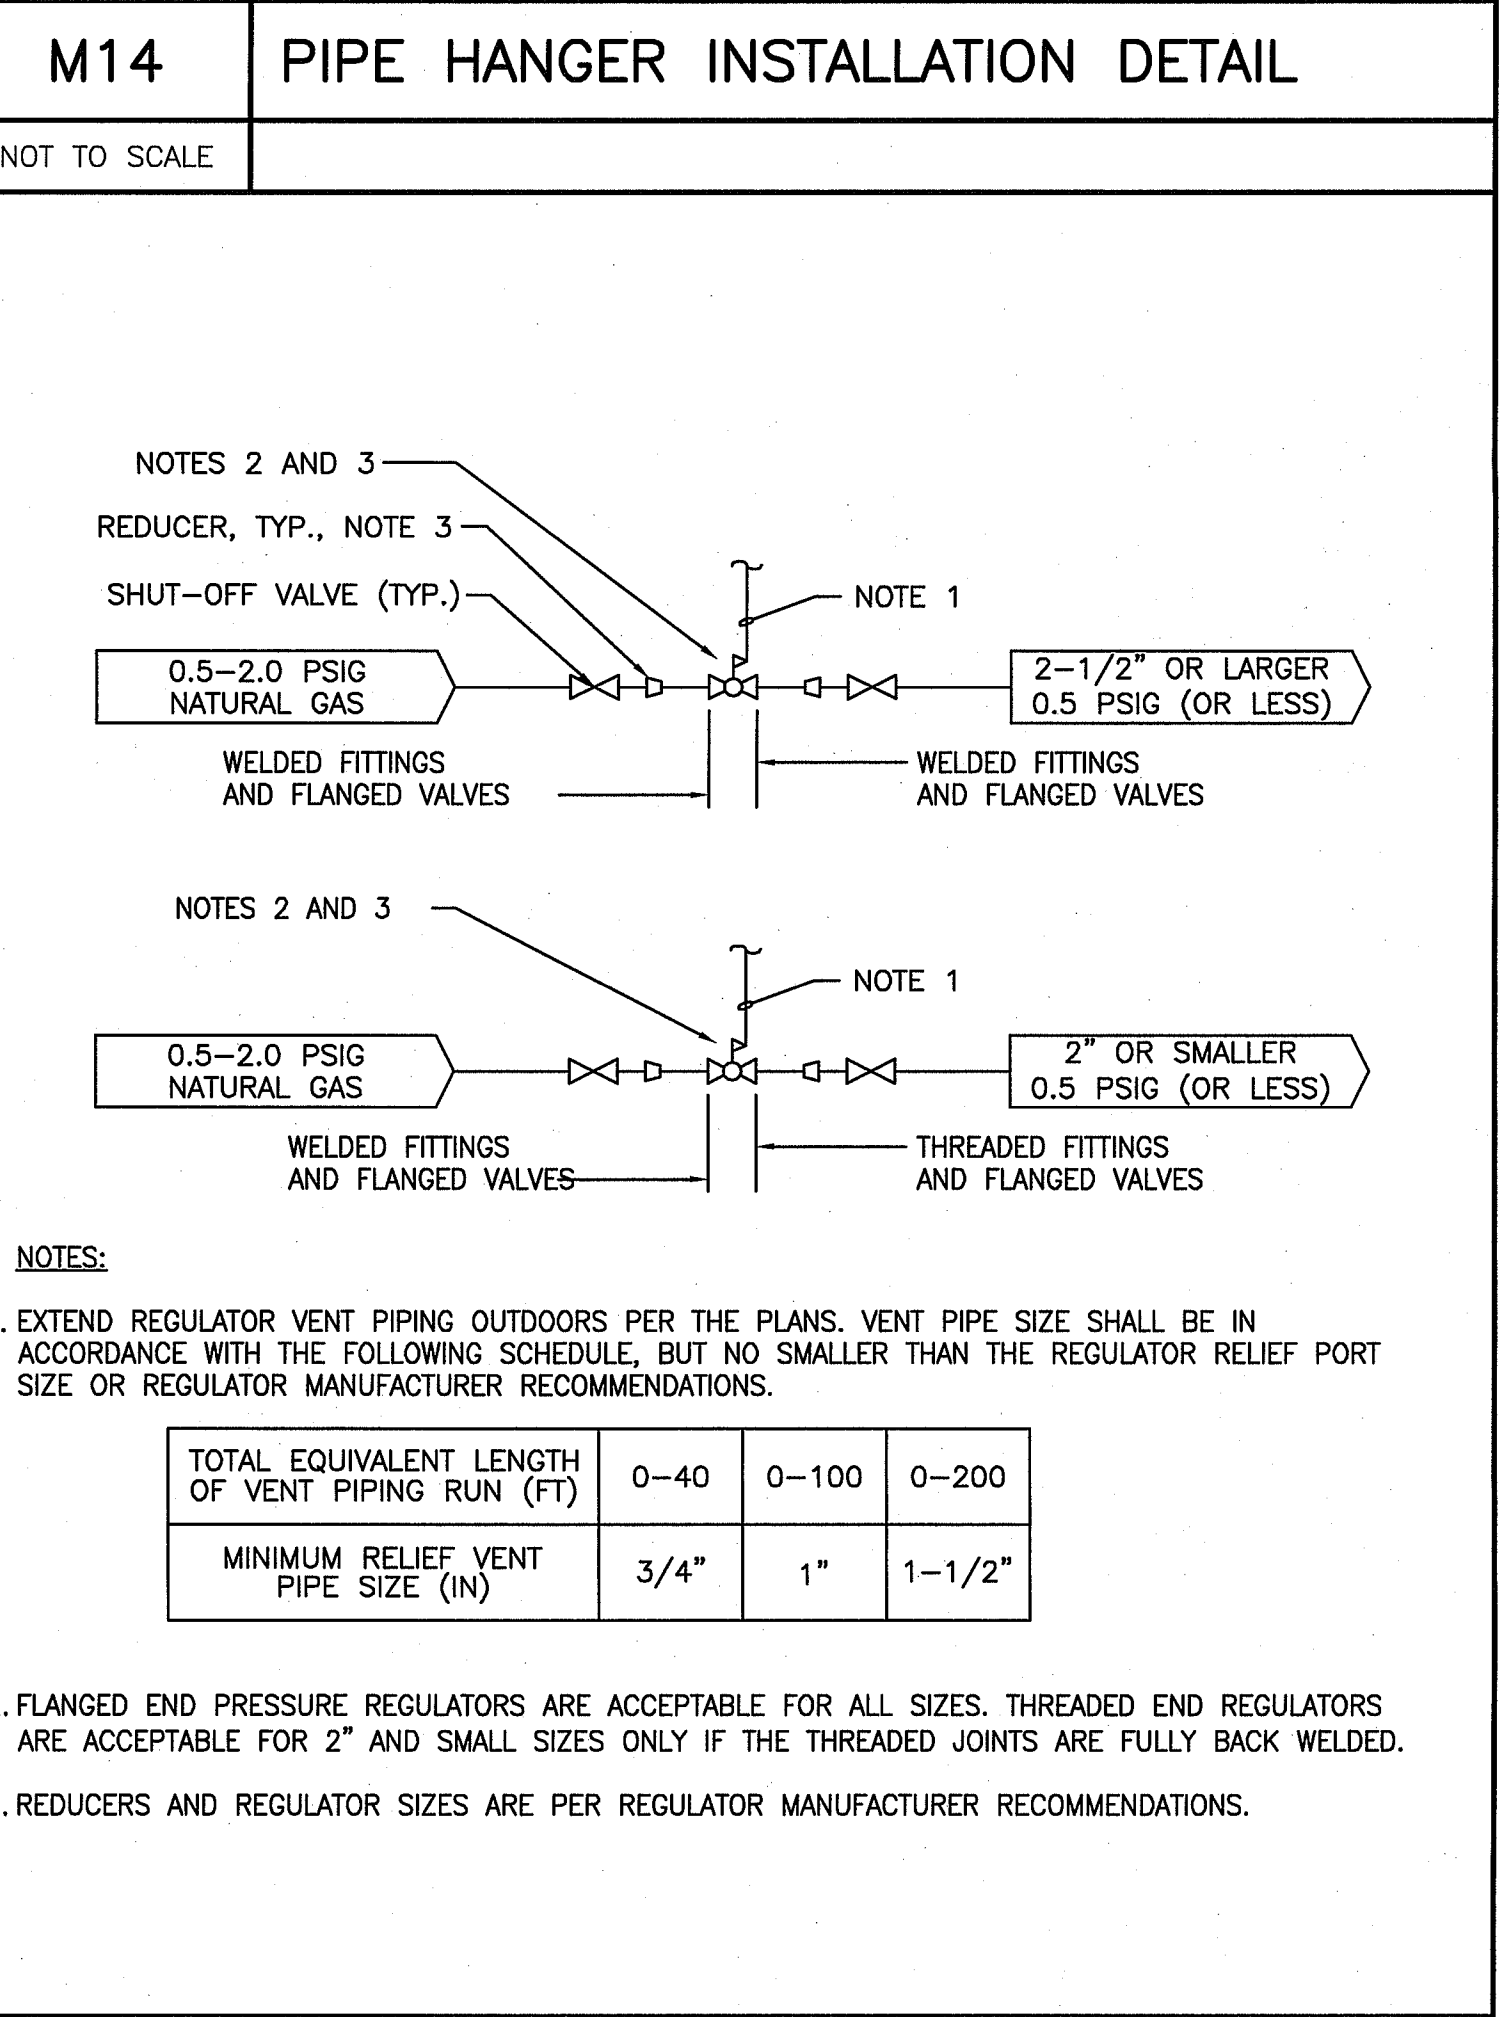 M14
PIPE HANGER INSTALLATION DETAIL
NOT TO SCALE
NOTES 2 AND 3
REDUCER, TYP., NOTE 3
SHUT-OFF VALVE (TYP.)
NOTE 1
0.5-2.0 PSIG
NATURAL GAS
2-1/2" OR LARGER
0.5 PSIG (OR LESS)
WELDED FITTINGS
AND FLANGED VALVES
WELDED FITTINGS
AND FLANGED VALVES
NOTES 2 AND 3
NOTE 1
0.5-2.0 PSIG
NATURAL GAS
2" OR SMALLER
0.5 PSIG (OR LESS)
WELDED FITTINGS
AND FLANGED VALVES
THREADED FITTINGS
AND FLANGED VALVES
NOTES:
. EXTEND REGULATOR VENT PIPING OUTDOORS PER THE PLANS. VENT PIPE SIZE SHALL BE IN
ACCORDANCE WITH THE FOLLOWING SCHEDULE, BUT NO SMALLER THAN THE REGULATOR RELIEF PORT
SIZE OR REGULATOR MANUFACTURER RECOMMENDATIONS.
TOTAL EQUIVALENT LENGTH
OF VENT PIPING RUN (FT)
0-40
0-100
0-200
MINIMUM RELIEF VENT
PIPE SIZE (IN)
3/4"
1"
1-1/2"
. FLANGED END PRESSURE REGULATORS ARE ACCEPTABLE FOR ALL SIZES. THREADED END REGULATORS
ARE ACCEPTABLE FOR 2" AND SMALL SIZES ONLY IF THE THREADED JOINTS ARE FULLY BACK WELDED.
. REDUCERS AND REGULATOR SIZES ARE PER REGULATOR MANUFACTURER RECOMMENDATIONS.